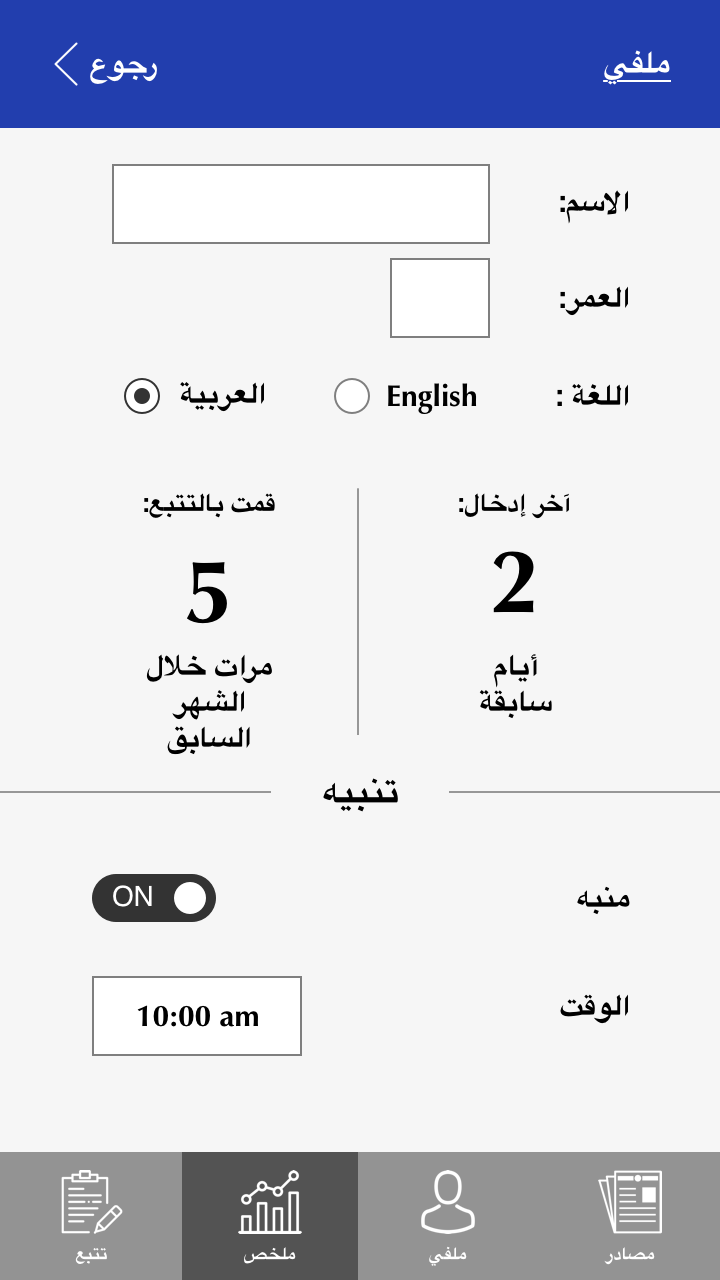 ملفي
رجوع
الاسم:
العمر:
اللغة :
English
العربية
آخر إدخال:
2
أيام
سابقة
قمت بالتتبع:
5
مرات خلال
الشهر
السابق
تنبيه
منبه
ON
الوقت
10:00 am
مصادر
ملفي
ملخص
تتبع